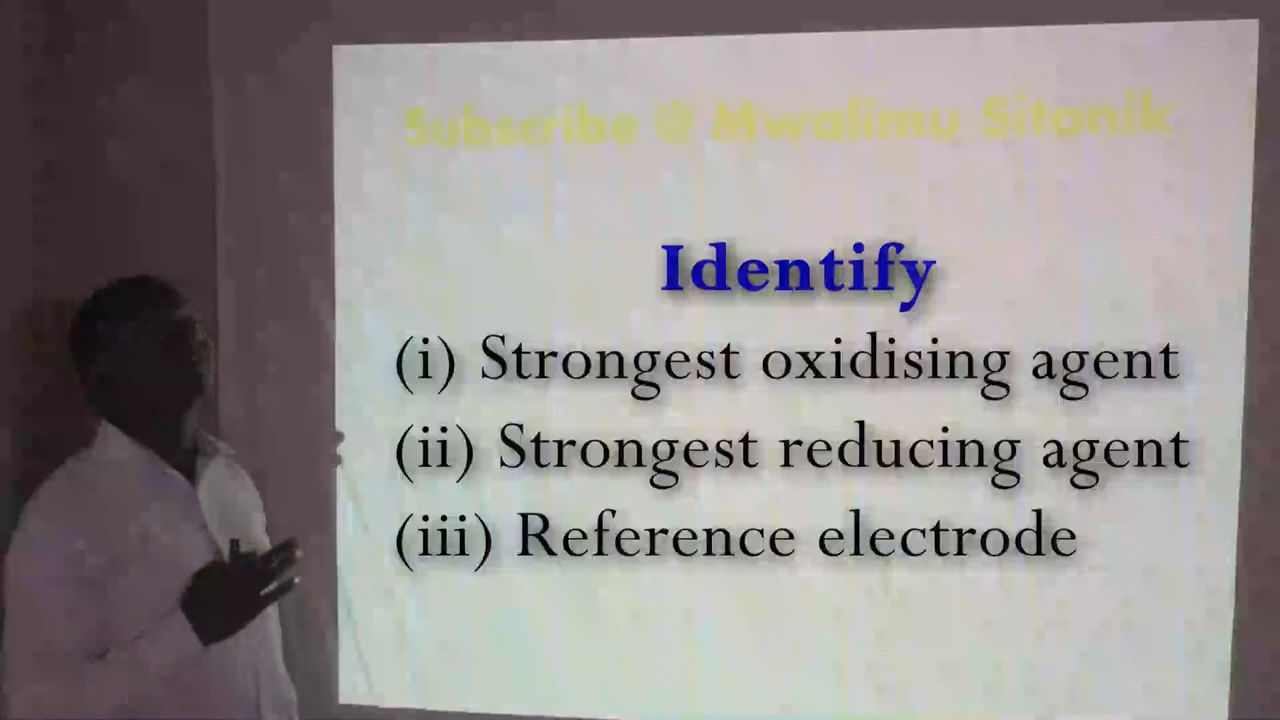 Subscribe @ Mwalimu Sitonik
Identify
(i) Strongest oxidising agent
(ii) Strongest reducing agent
(iii) Reference electrode